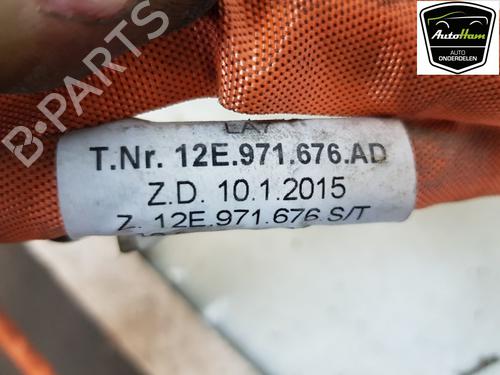 AutoHam
AUTO
ONDERDELEN
B-PARTS
T.Nr. 12E.971.676.AD
Z.D. 10.1.2015
Z. 12E.971.676 S/T